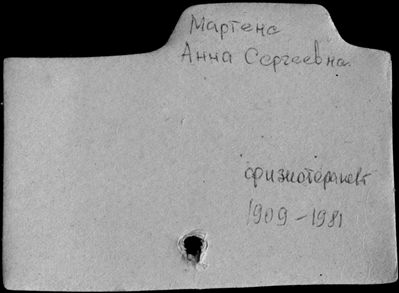 Мартенс
Анна Сергеевна
физиотерапевт
1909-1981